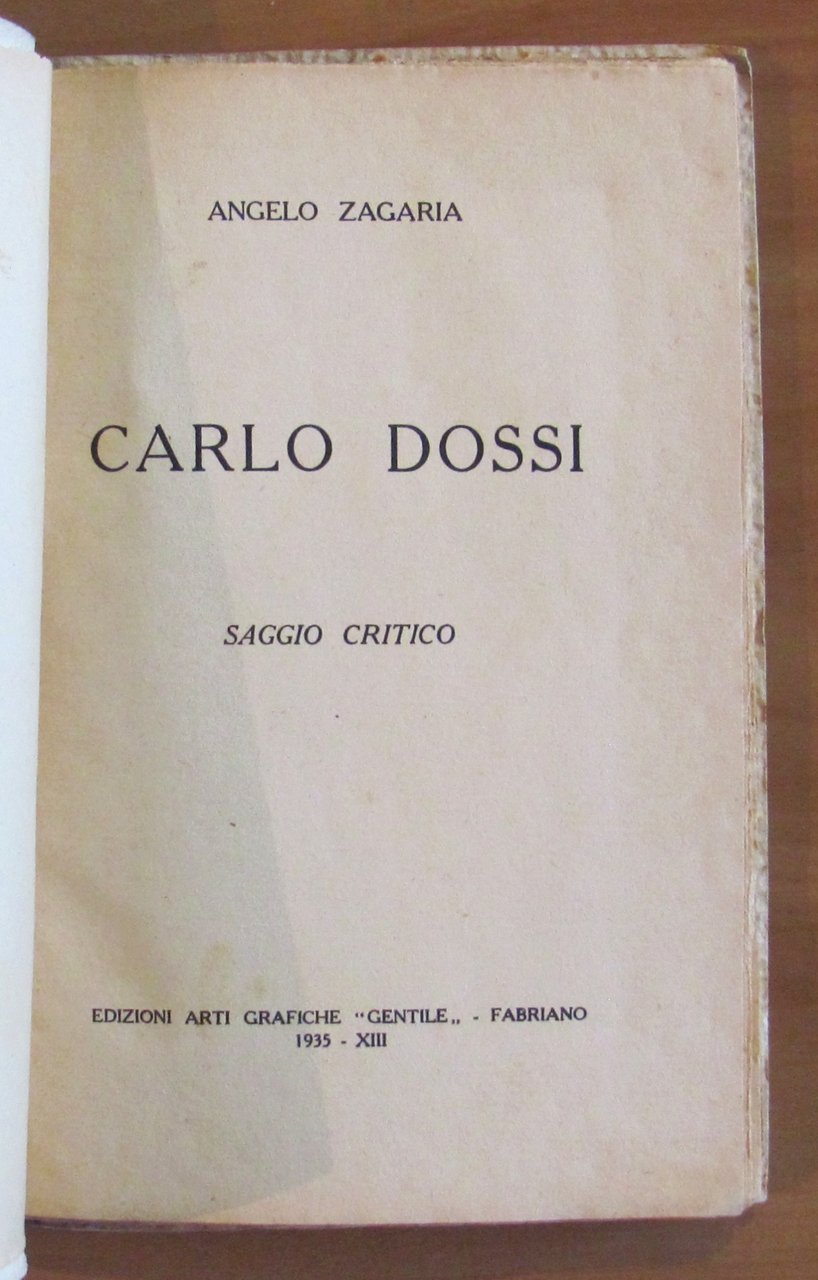 ANGELO ZAGARIA
CARLO DOSSI
SAGGIO CRITICO
EDIZIONI ARTI GRAFICHE “GENTILE„ - FABRIANO
1935 - XIII